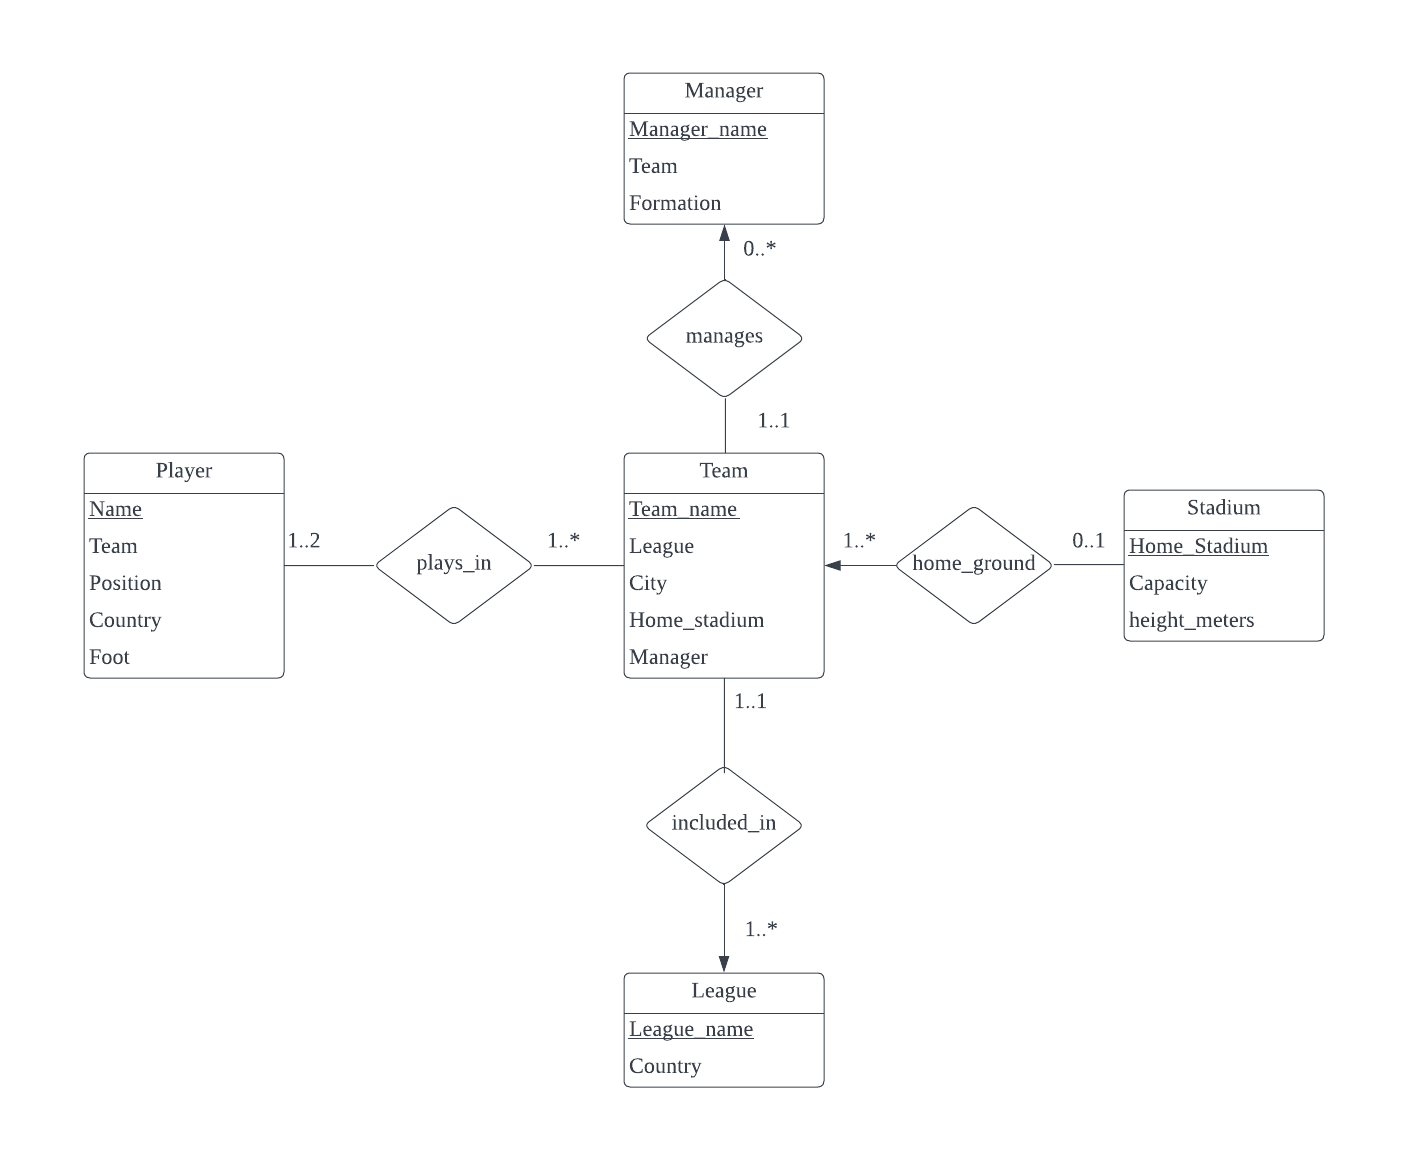 Manager
Manager_name
Team
Formation
0..*
manages
1..1
Player
Name
Team
Position
Country
Foot
1..2
plays_in
1..*
Team
Team_name
League
City
Home_stadium
Manager
1..*
home_ground
0..1
Stadium
Home_Stadium
Capacity
height_meters
1..1
included_in
1..*
League
League_name
Country